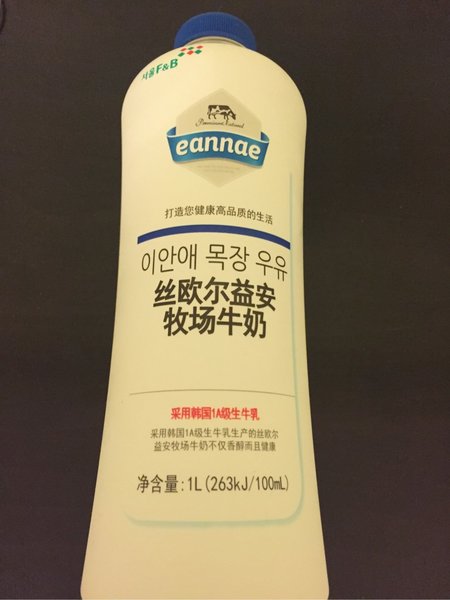 서울F&B
eannae
打造您健康高品质的生活
이안애 목장 우유
丝欧尔益安
牧场牛奶
采用韩国1A级生牛乳
采用韩国1A级生牛乳生产的丝欧尔
益安牧场牛奶不仅香醇而且健康
净含量:1L(263kJ/100mL)